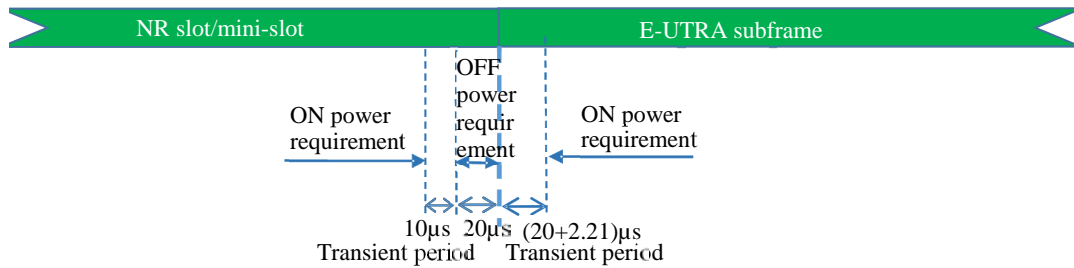 NR slot/mini-slot
E-UTRA subframe
OFF
power
requir
ement
ON power
requirement
ON power
requirement
10µs
20µs
(20+2.21)µs
Transient period
Transient period